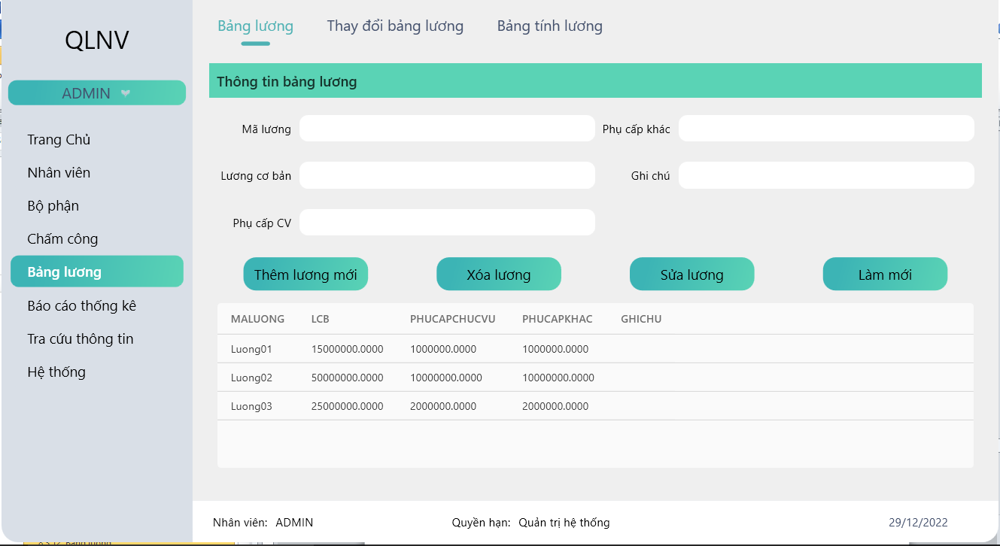 QLNV
ADMIN
Trang Chủ
Nhân viên
Bộ phận
Chấm công
Bảng lương
Báo cáo thống kê
Tra cứu thông tin
Hệ thống
Bảng lương Thay đổi bảng lương Bảng tính lương
Thông tin bảng lương
Mã lương Phụ cấp khác
Lương cơ bản Ghi chú
Phụ cấp CV
Thêm lương mới Xóa lương Sửa lương Làm mới
MALUONG LCB PHUCAPCHUCVU PHUCAPKHAC GHICHU
Luong01 15000000.0000 1000000.0000 1000000.0000
Luong02 50000000.0000 10000000.0000 10000000.0000
Luong03 25000000.0000 2000000.0000 2000000.0000
Nhân viên: ADMIN Quyền hạn: Quản trị hệ thống 29/12/2022